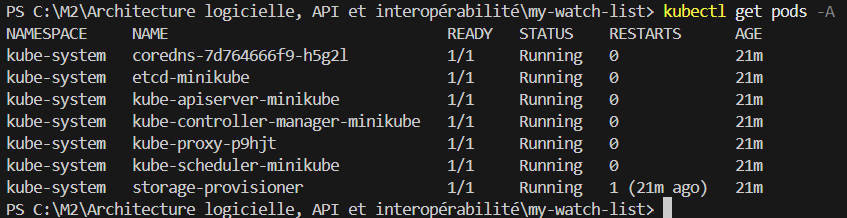 PS C:\M2\Architecture logicielle, API et interopérabilité\my-watch-list> kubectl get pods -A
NAMESPACE NAME READY STATUS RESTARTS AGE
kube-system coredns-7d764666f9-h5g2l 1/1 Running 0 21m
kube-system etcd-minikube 1/1 Running 0 21m
kube-system kube-apiserver-minikube 1/1 Running 0 21m
kube-system kube-controller-manager-minikube 1/1 Running 0 21m
kube-system kube-proxy-p9hjt 1/1 Running 0 21m
kube-system kube-scheduler-minikube 1/1 Running 0 21m
kube-system storage-provisioner 1/1 Running 1 (21m ago) 21m
PS C:\M2\Architecture logicielle, API et interopérabilité\my-watch-list>